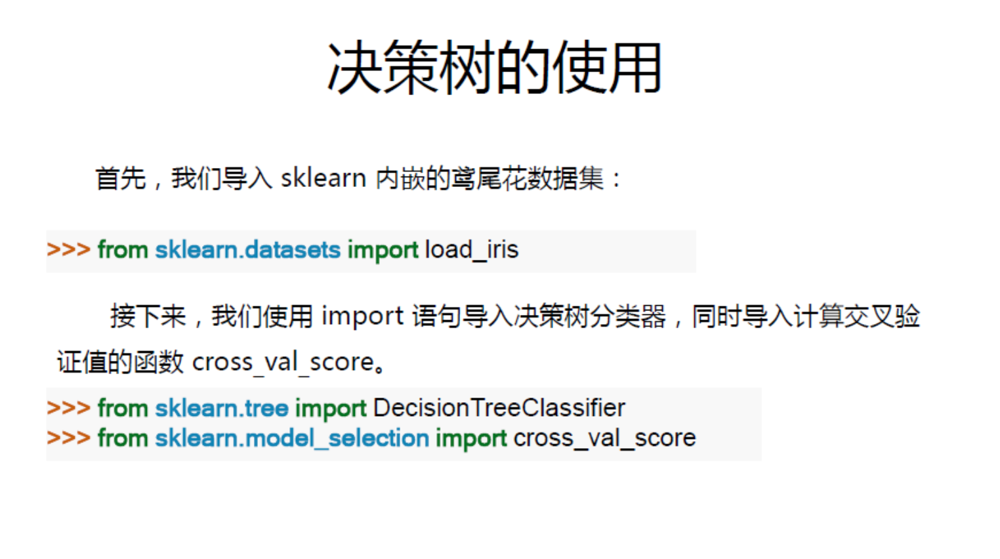 决策树的使用
首先，我们导入 sklearn 内嵌的鸢尾花数据集：
>>> from sklearn.datasets import load_iris
接下来，我们使用 import 语句导入决策树分类器，同时导入计算交叉验
证值的函数 cross_val_score。
>>> from sklearn.tree import DecisionTreeClassifier
>>> from sklearn.model_selection import cross_val_score